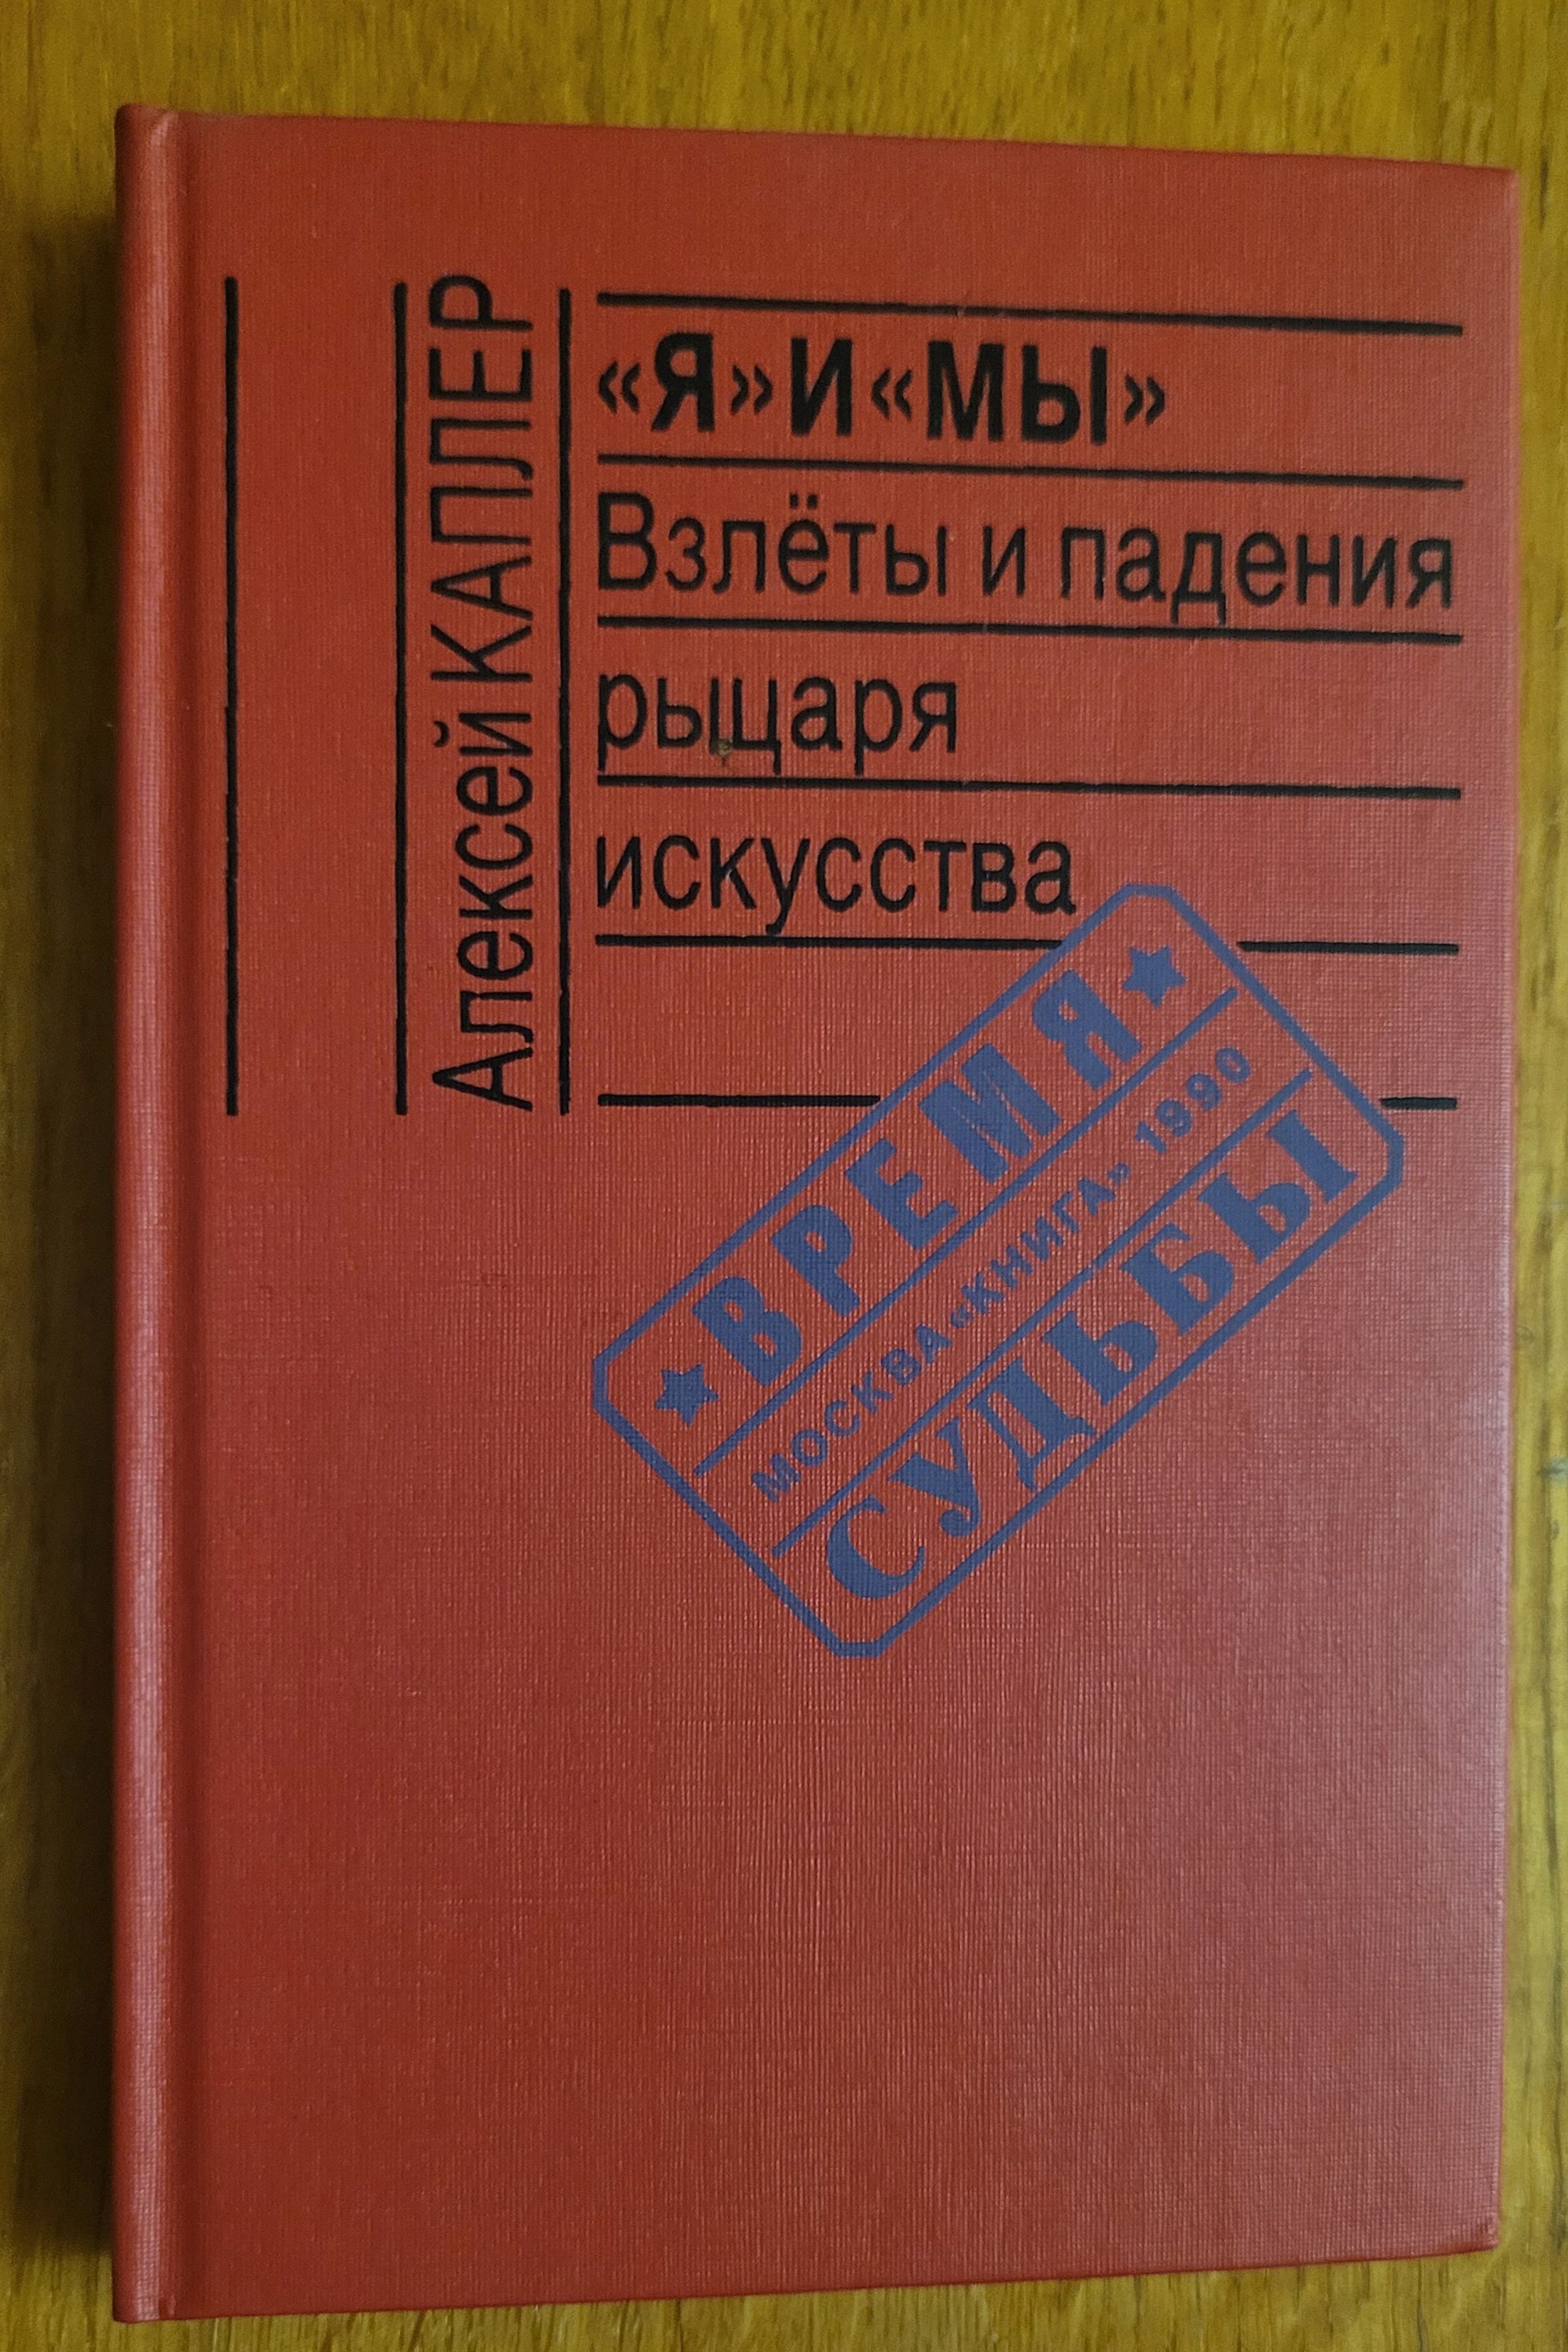 Алексей КАПЛЕР
«Я»И«МЫ»
Взлёты и падения
рыцаря
искусства
ВРЕМЯ
МОСКВА «КНИГА» 1990
СУДЬБЫ